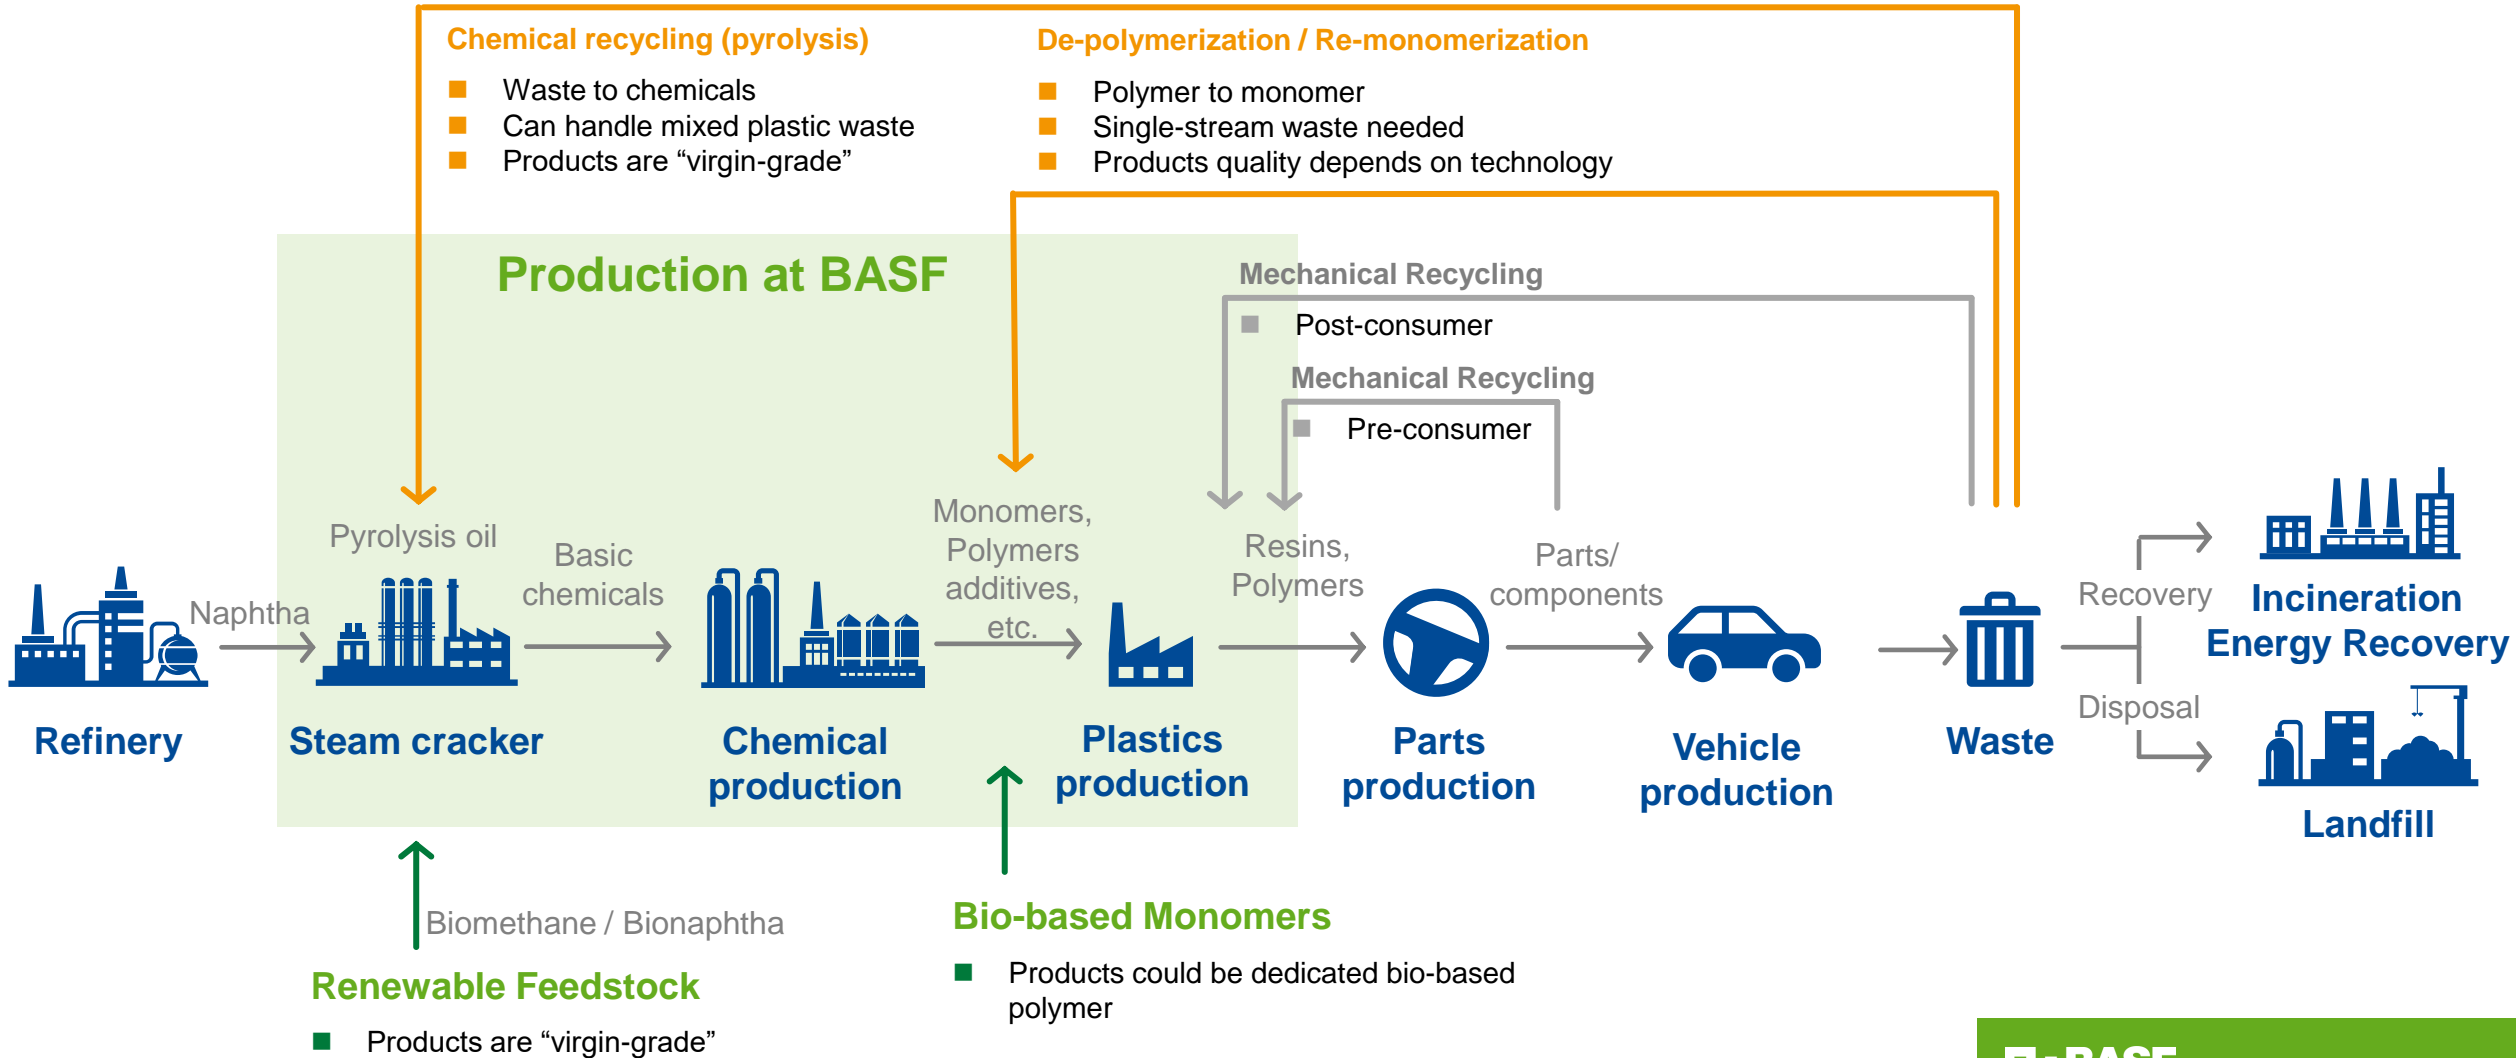 Chemical recycling (pyrolysis)
Waste to chemicals
Can handle mixed plastic waste
Products are “virgin-grade”
De-polymerization / Re-monomerization
Polymer to monomer
Single-stream waste needed
Products quality depends on technology
Production at BASF
Mechanical Recycling
Post-consumer
Mechanical Recycling
Pre-consumer
Naphtha
Pyrolysis oil
Basic
chemicals
Monomers,
Polymers
additives,
etc.
Resins,
Polymers
Parts/
components
Recovery
Disposal
Refinery
Steam cracker
Chemical
production
Plastics
production
Parts
production
Vehicle
production
Waste
Incineration
Energy Recovery
Landfill
Biomethane / Bionaphtha
Renewable Feedstock
Products are “virgin-grade”
Bio-based Monomers
Products could be dedicated bio-based
polymer
BASF